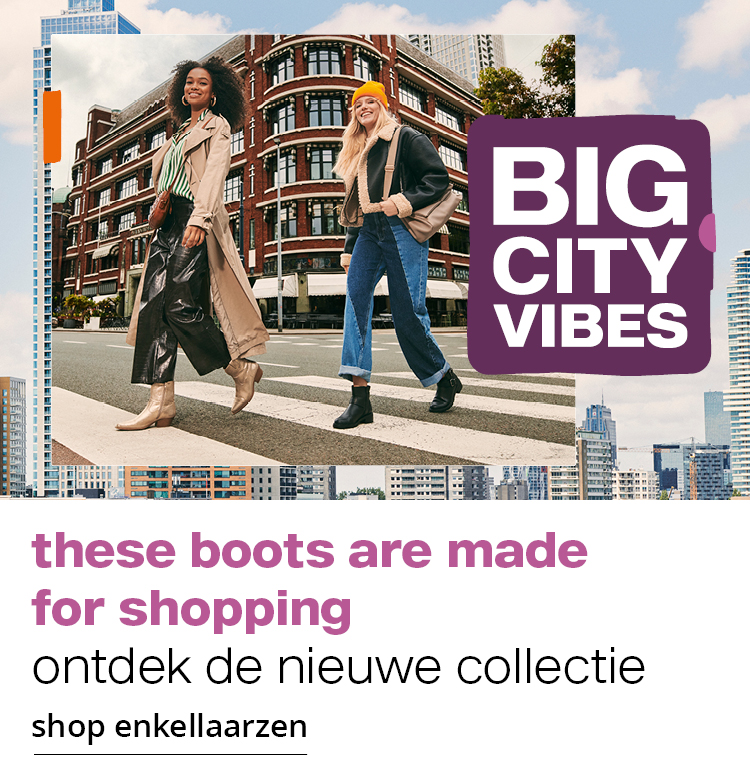 BIG
CITY
VIBES
these boots are made
for shopping
ontdek de nieuwe collectie
shop enkellaarzen